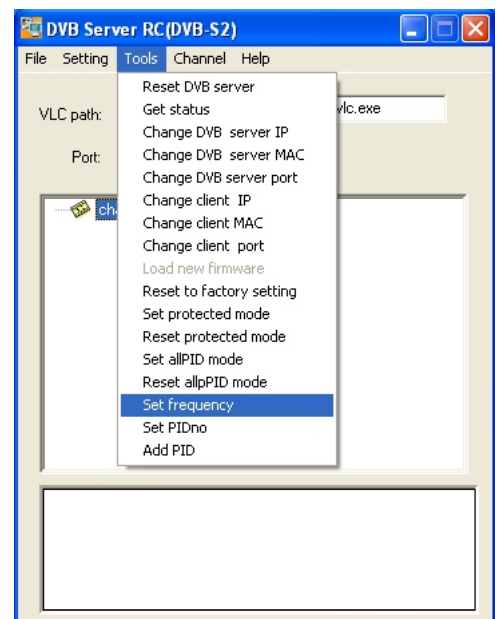 DVB Server RC(DVB-S2)
File Setting Tools Channel Help
Reset DVB server
VLC path:
Get status
vlc.exe
Change DVB server IP
Port:
Change DVB server MAC
Change DVB server port
Change client IP
Change client MAC
Change client port
Load new firmware
Reset to factory setting
Set protected mode
Reset protected mode
Set allPID mode
Reset allpPID mode
Set frequency
Set PIDno
Add PID